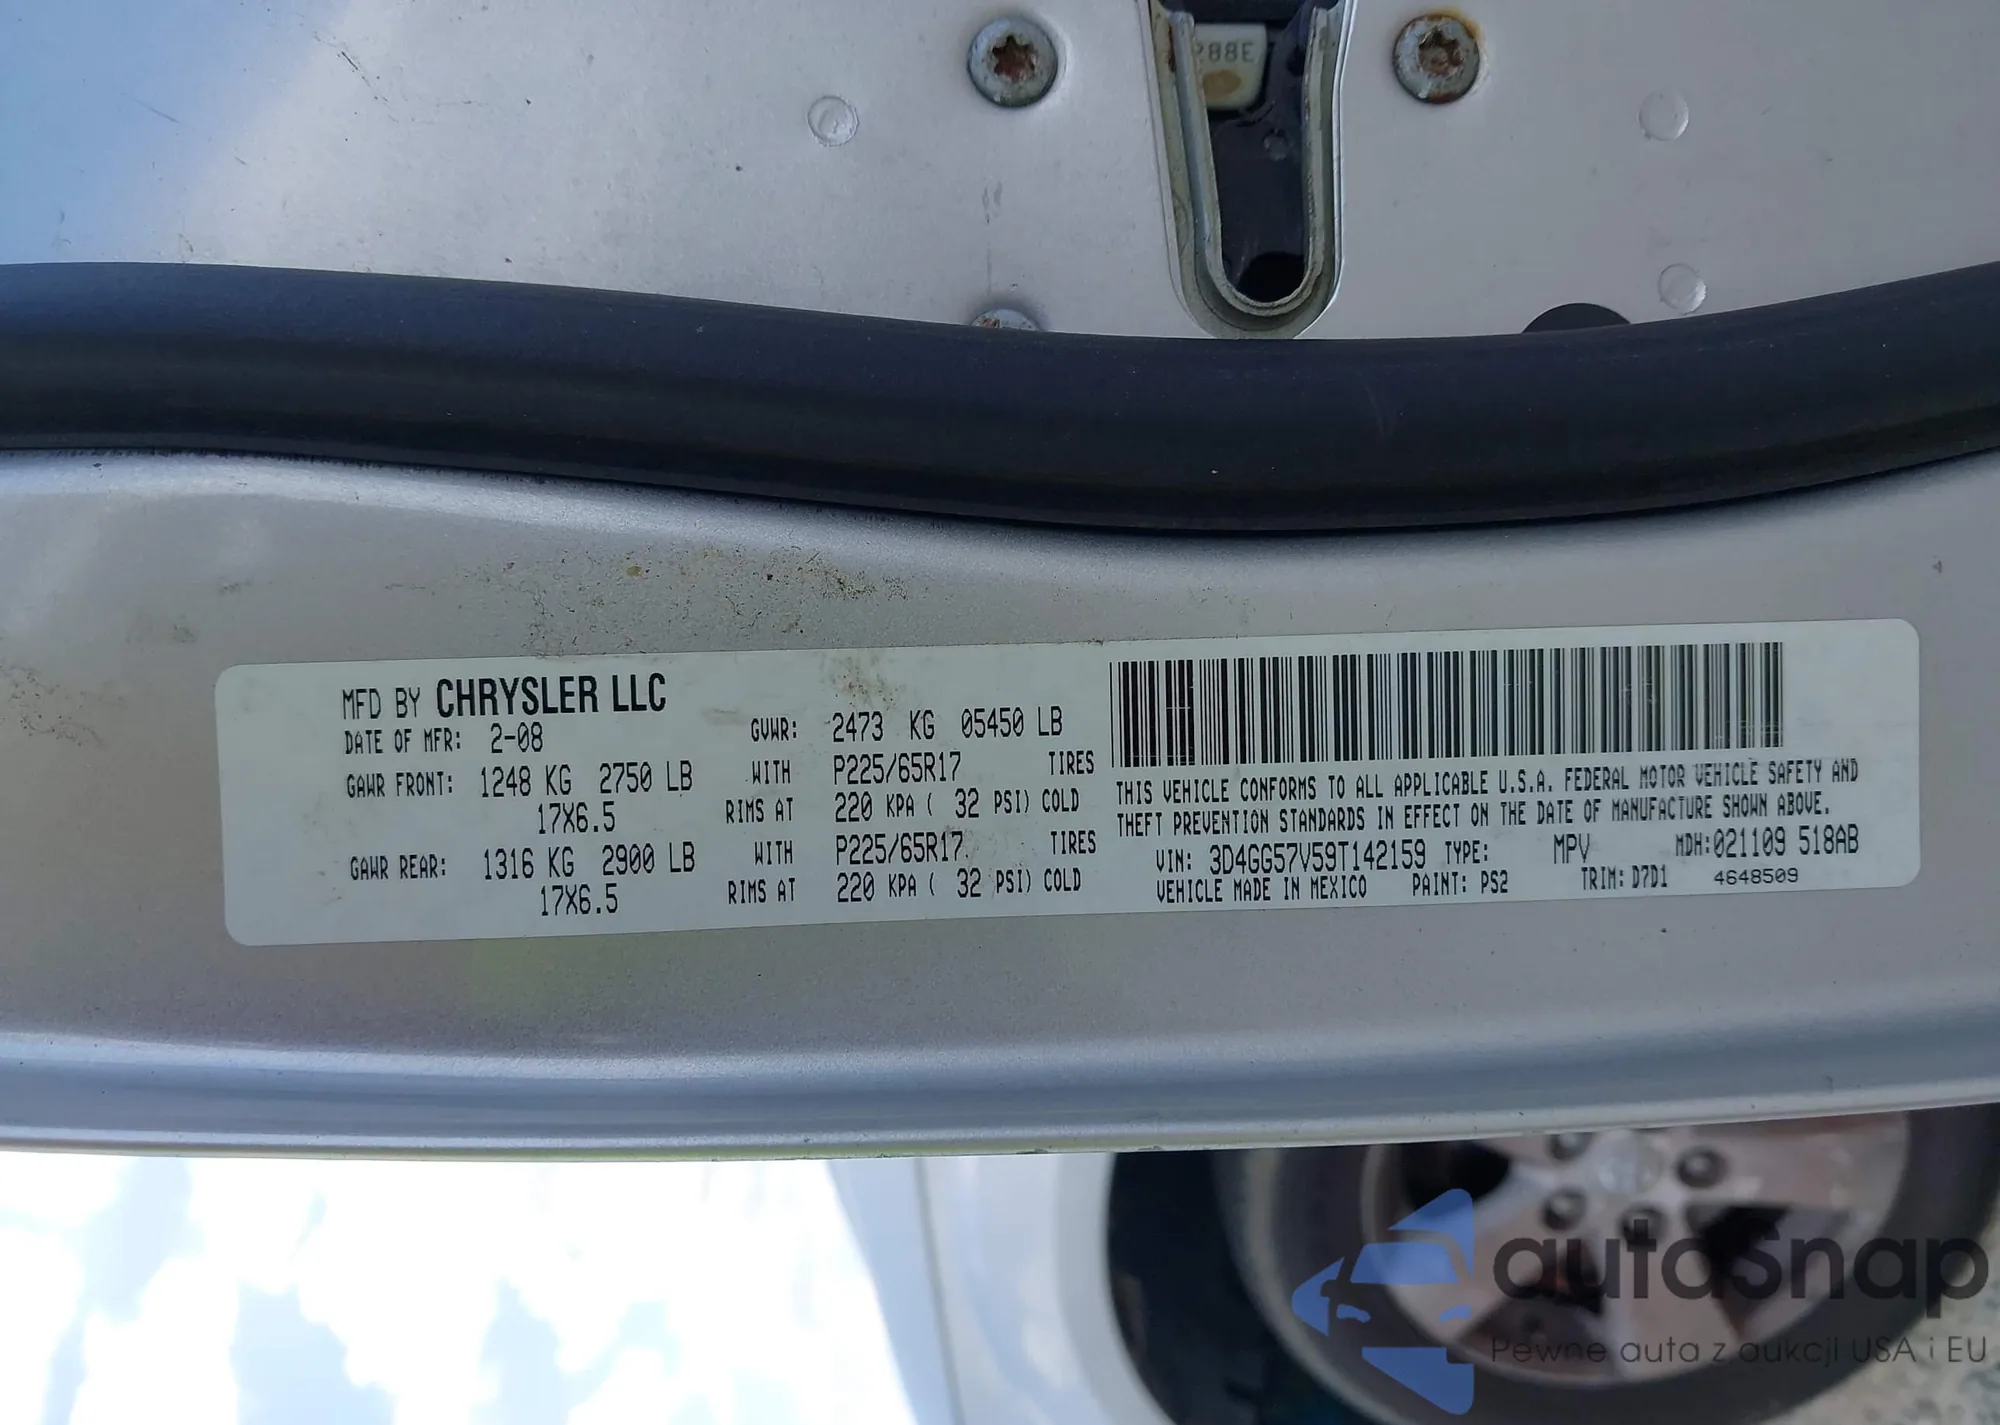 288E
MFD BY CHRYSLER LLC
DATE OF MFR: 2-08 GVWR: 2473 KG 05450 LB
GAWR FRONT: 1248 KG 2750 LB WITH P225/65R17 TIRES
17X6.5 RIMS AT 220 KPA ( 32 PSI) COLD
GAWR REAR: 1316 KG 2900 LB WITH P225/65R17 TIRES
17X6.5 RIMS AT 220 KPA ( 32 PSI) COLD
THIS VEHICLE CONFORMS TO ALL APPLICABLE U.S.A. FEDERAL MOTOR VEHICLE SAFETY AND
THEFT PREVENTION STANDARDS IN EFFECT ON THE DATE OF MANUFACTURE SHOWN ABOVE.
VIN: 3D4GG57V59T142159 TYPE: MPV MDH:021109 518AB
VEHICLE MADE IN MEXICO PAINT: PS2 TRIM: D7D1 4648509
autosnap
Pewne auta z aukcji USA i EU